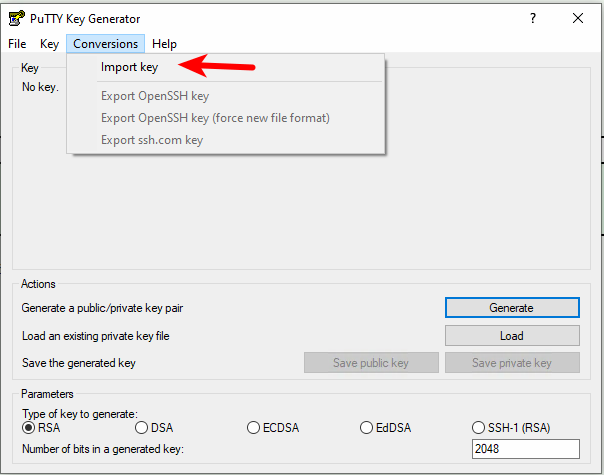 PuTTY Key Generator
File Key Conversions Help
Import key
Export OpenSSH key
Export OpenSSH key (force new file format)
Export ssh.com key
Key
No key.
Actions
Generate a public/private key pair Generate
Load an existing private key file Load
Save the generated key Save public key Save private key
Parameters
Type of key to generate:
RSA DSA ECDSA EdDSA SSH-1 (RSA)
Number of bits in a generated key: 2048